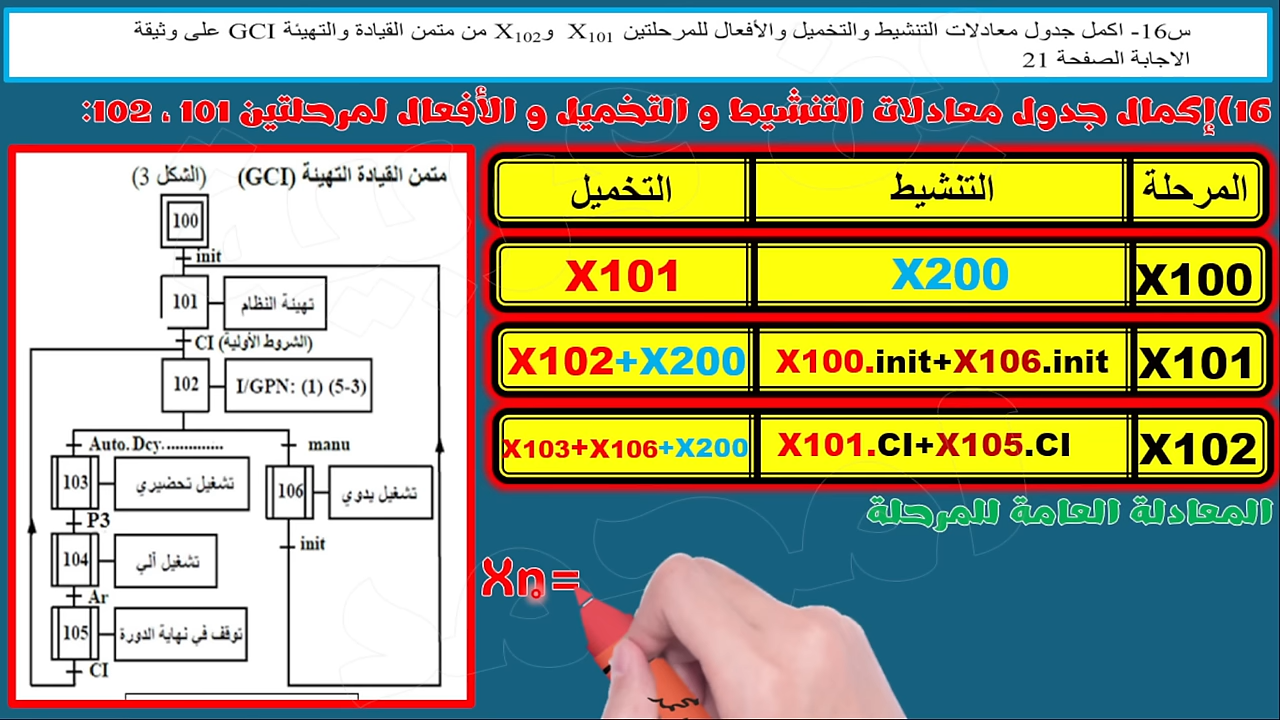 س16- اكمل جدول معادلات التنشيط والتخميل والأفعال للمرحلتين X101 وX102 من متمن القيادة والتهيئة GCI على وثيقة
الاجابة الصفحة 21
16)إكمال جدول معادلات التنشيط و التخميل و الأفعال لمرحلتين 101 ، 102:
متمن القيادة التهيئة (GCI) (الشكل 3)
100
init
101 تهيئة النظام
CI (الشروط الأولية)
102 I/GPN: (1) (5-3)
Auto. Dcy............. manu
103 تشغيل تحضيري 106 تشغيل يدوي
P3 init
104 تشغيل ألي
Ar
105 توقف في نهاية الدورة
CI
المرحلة التنشيط التخميل
X100 X200 X101
X101 X100.init+X106.init X102+X200
X102 X101.CI+X105.CI X103+X106+X200
المعادلة العامة للمرحلة
Xn=